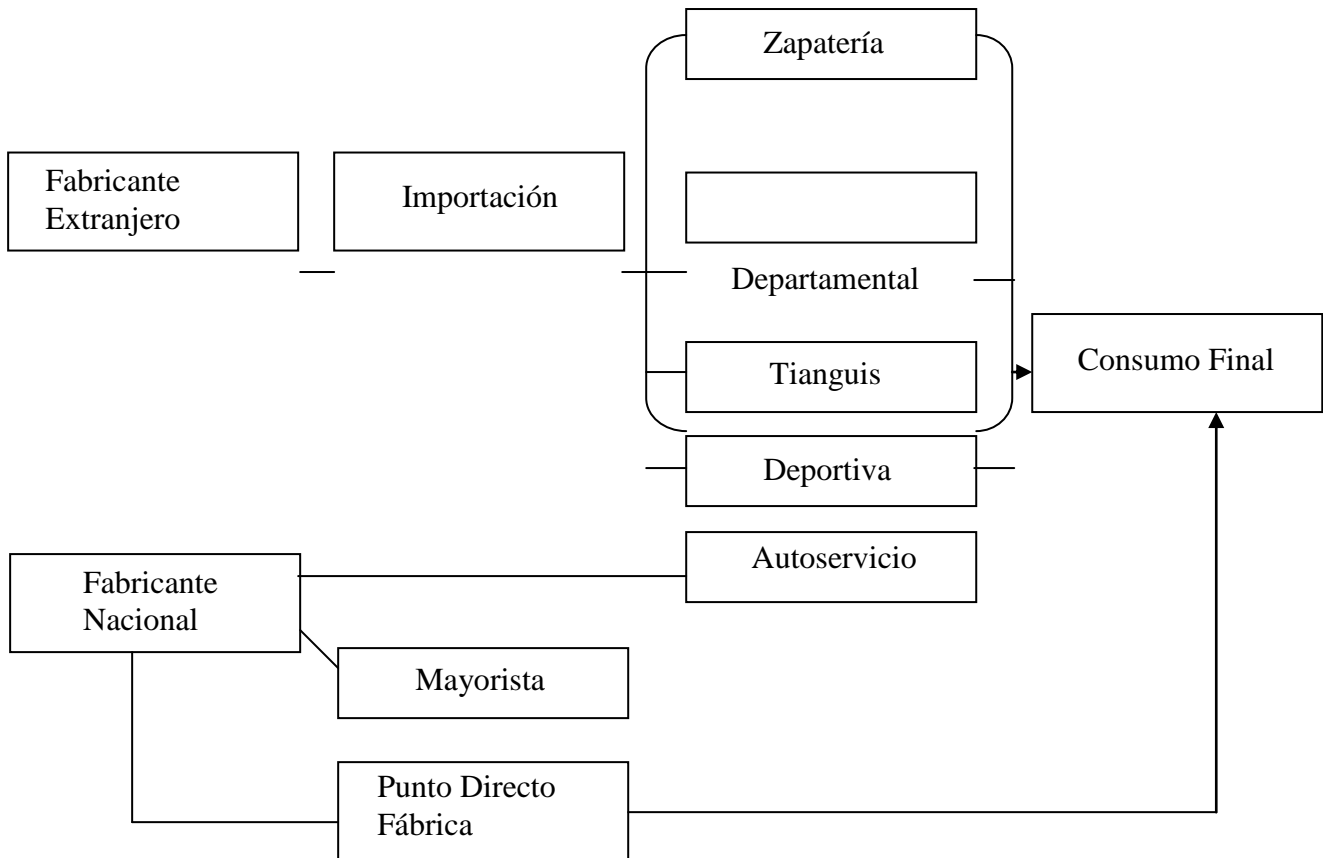 Zapatería
Fabricante
Extranjero
Importación
Departamental
Tianguis
Consumo Final
Deportiva
Autoservicio
Fabricante
Nacional
Mayorista
Punto Directo
Fábrica